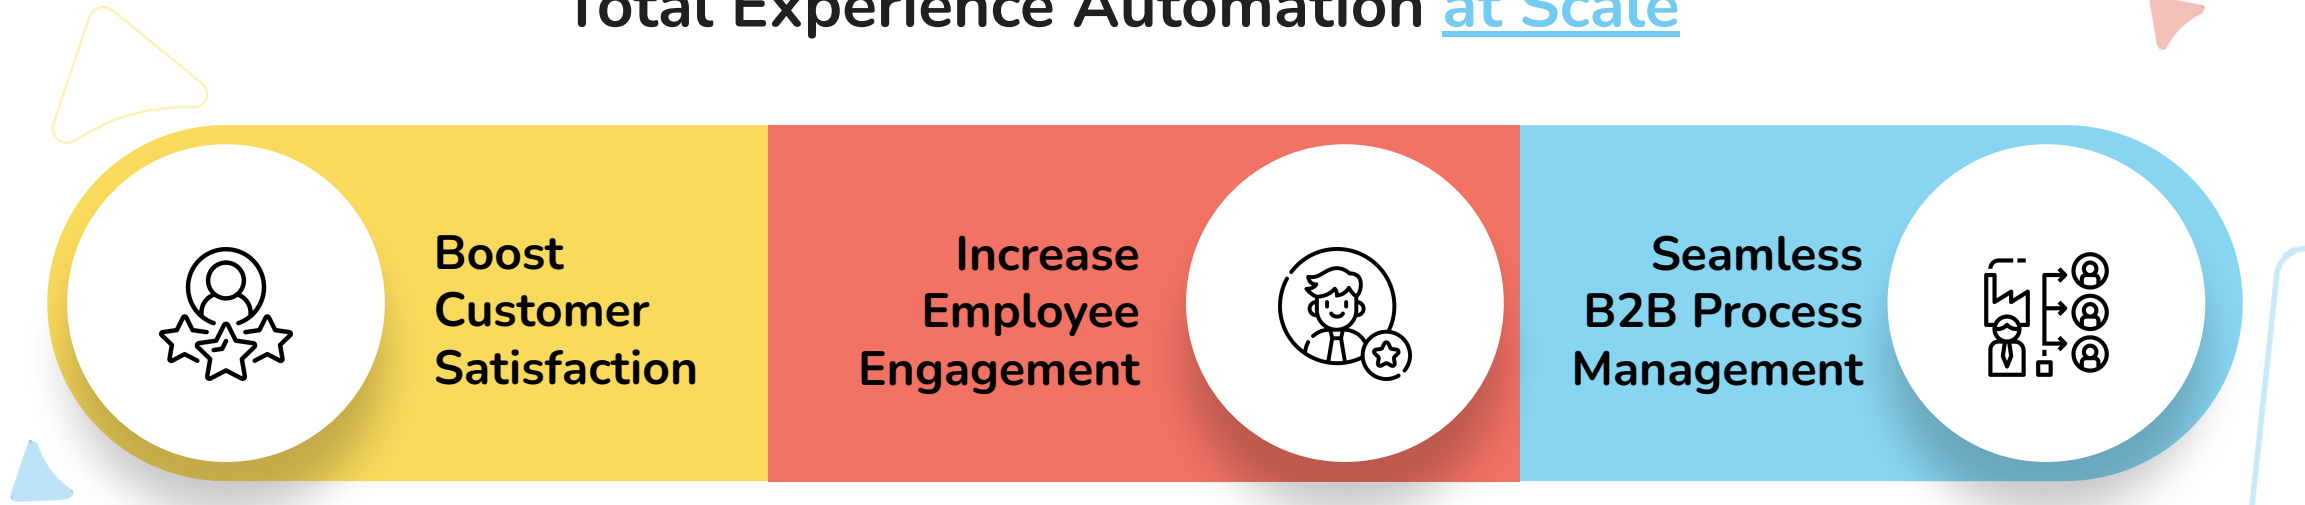 Total Experience Automation at Scale
Boost
Customer
Satisfaction
Increase
Employee
Engagement
Seamless
B2B Process
Management